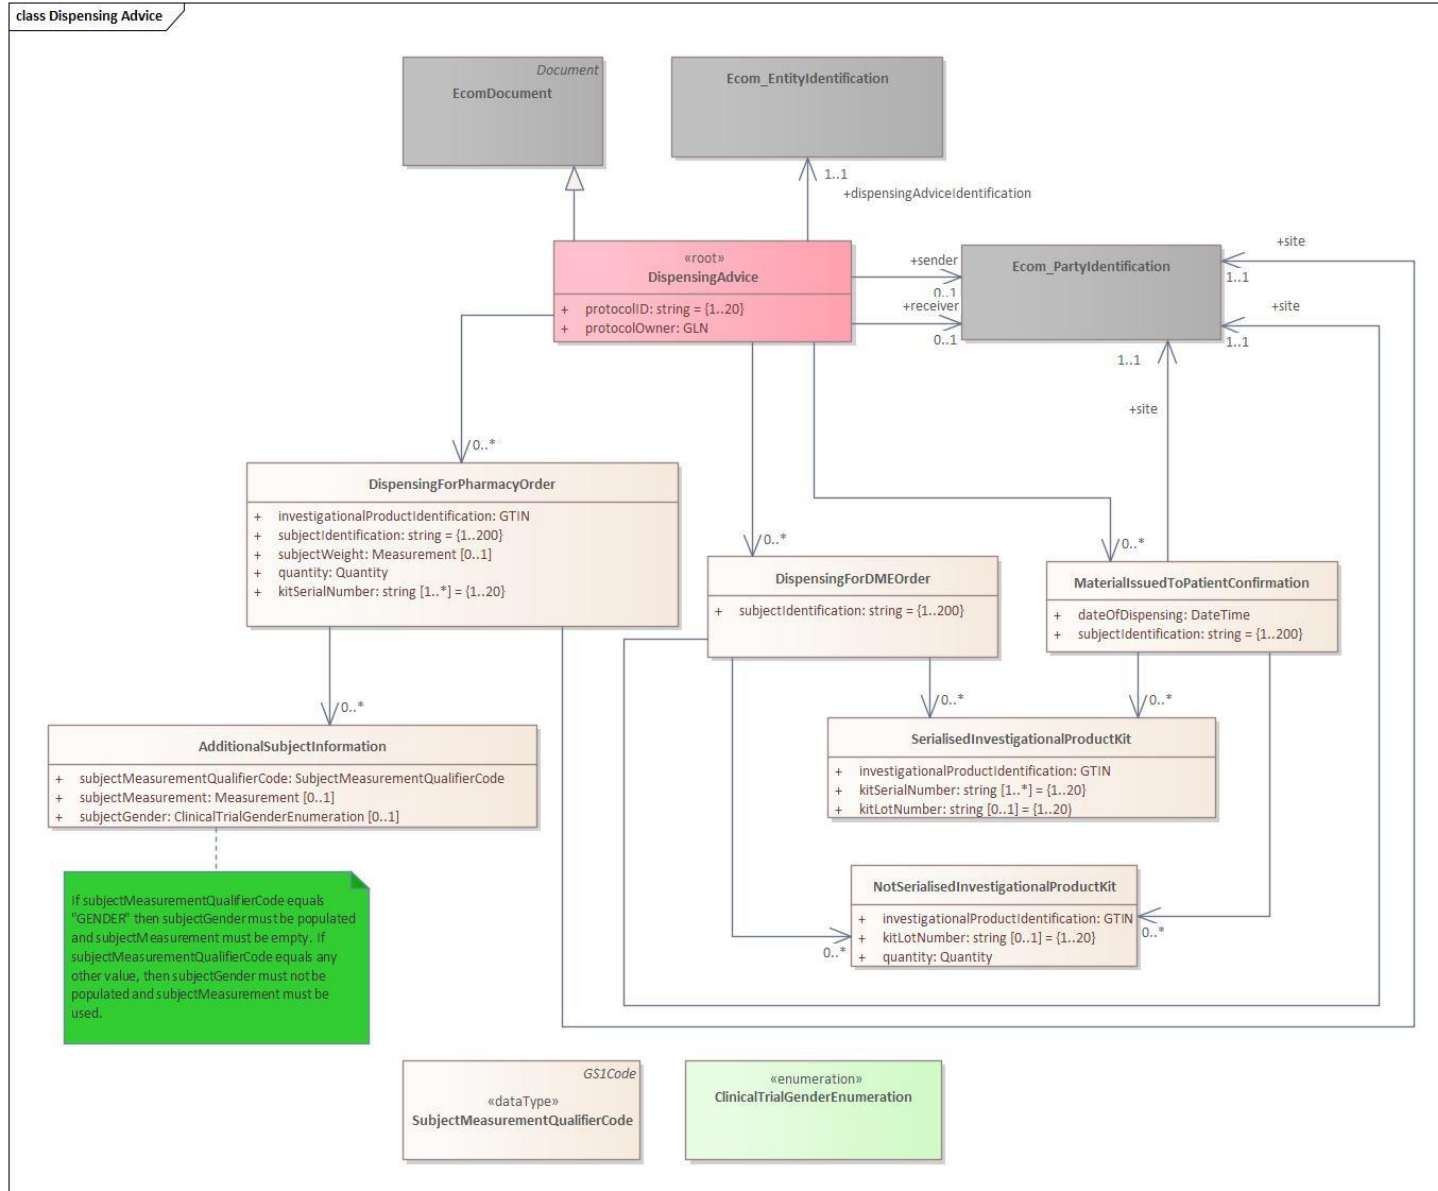 class Dispensing Advice
Document
EcomDocument
Ecom_EntityIdentification
1..1
+dispensingAdviceIdentification
«root»
DispensingAdvice
+ protocolID: string = {1..20}
+ protocolOwner: GLN
+sender
0..1
+receiver
0..1
Ecom_PartyIdentification
+site
1..1
+site
1..1
1..1
+site
0..*
DispensingForPharmacyOrder
+ investigationalProductIdentification: GTIN
+ subjectIdentification: string = {1..200}
+ subjectWeight: Measurement [0..1]
+ quantity: Quantity
+ kitSerialNumber: string [1..*] = {1..20}
0..*
DispensingForDMEOrder
+ subjectIdentification: string = {1..200}
0..*
MaterialIssuedToPatientConfirmation
+ dateOfDispensing: DateTime
+ subjectIdentification: string = {1..200}
0..*
AdditionalSubjectInformation
+ subjectMeasurementQualifierCode: SubjectMeasurementQualifierCode
+ subjectMeasurement: Measurement [0..1]
+ subjectGender: ClinicalTrialGenderEnumeration [0..1]
0..*
0..*
SerialisedInvestigationalProductKit
+ investigationalProductIdentification: GTIN
+ kitSerialNumber: string [1..*] = {1..20}
+ kitLotNumber: string [0..1] = {1..20)
NotSerialisedInvestigationalProductKit
+ investigationalProductIdentification: GTIN
+ kitLotNumber: string [0..1] = {1..20}
+ quantity: Quantity
0..*
0..*
If subjectMeasurementQualifierCode equals
"GENDER" then subjectGender must be populated
and subjectMeasurement must be empty. If
subjectMeasurementQualifierCode equals any
other value, then subjectGender must not be
populated and subjectMeasurement must be
used.
GS1Code
«dataType»
SubjectMeasurementQualifierCode
«enumeration»
ClinicalTrialGenderEnumeration